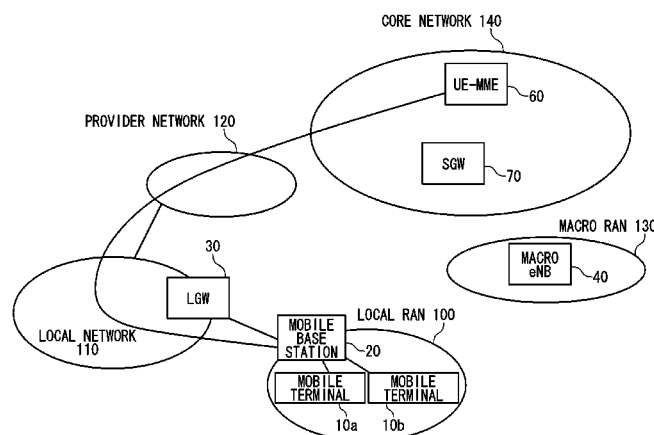 CORE NETWORK 140
UE-MME
60
PROVIDER NETWORK 120
SGW
70
MACRO RAN 130
MACRO
eNB
40
30
LGW
LOCAL RAN 100
LOCAL NETWORK
110
MOBILE
BASE
STATION
20
MOBILE
TERMINAL
MOBILE
TERMINAL
10a
10b